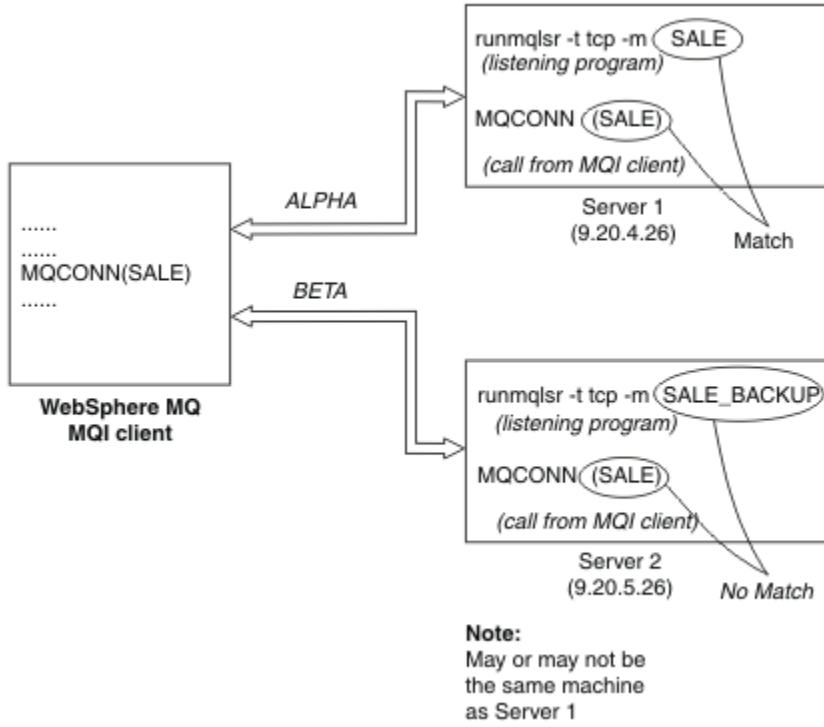 runmqlsr -t tcp -m SALE
(listening program)
MQCONN (SALE)
(call from MQI client)
Server 1
(9.20.4.26)
Match
ALPHA
......
......
MQCONN(SALE)
......
BETA
WebSphere MQ
MQI client
runmqlsr -t tcp -m SALE_BACKUP
(listening program)
MQCONN (SALE)
(call from MQI client)
Server 2
(9.20.5.26)
No Match
Note:
May or may not be
the same machine
as Server 1